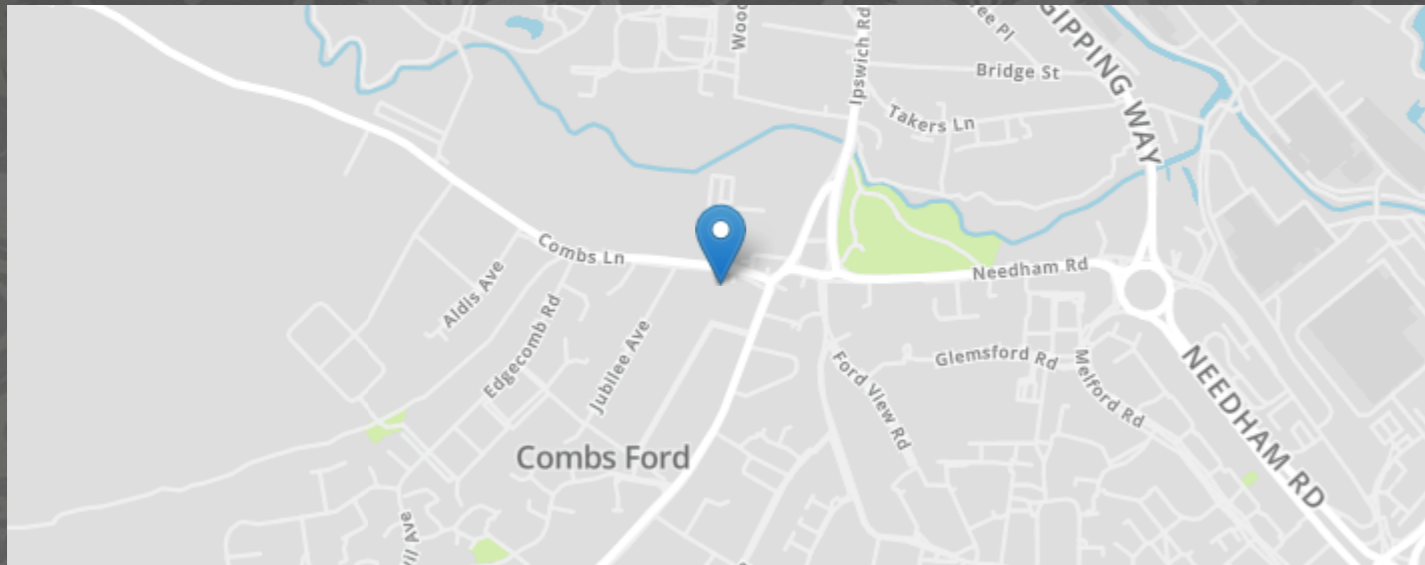 Ipswich Rd
GIPPING WAY
Bridge St
Takers Ln
Combs Ln
Needham Rd
Aldis Ave
Edgecomb Rd
Jubilee Ave
Ford View Rd
Glemsford Rd
Melford Rd
NEEDHAM RD
Combs Ford
Ave